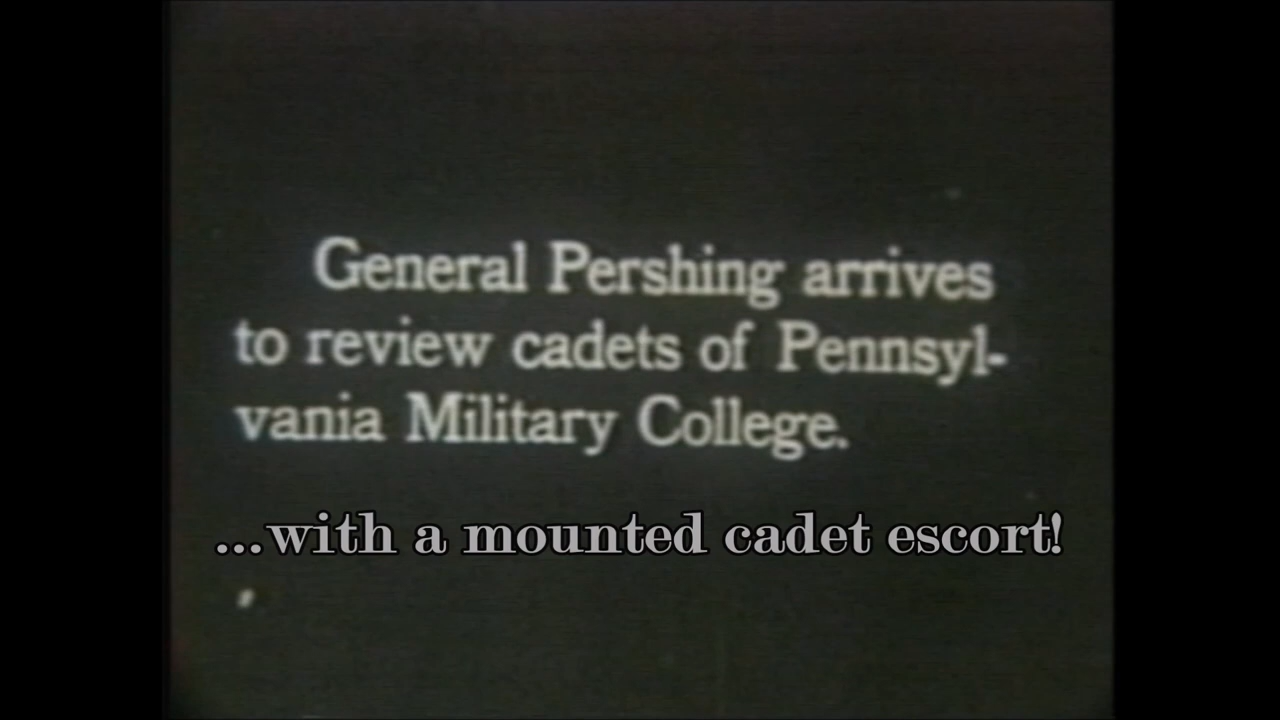 General Pershing arrives
to review cadets of Pennsyl-
vania Military College.
...with a mounted cadet escort!